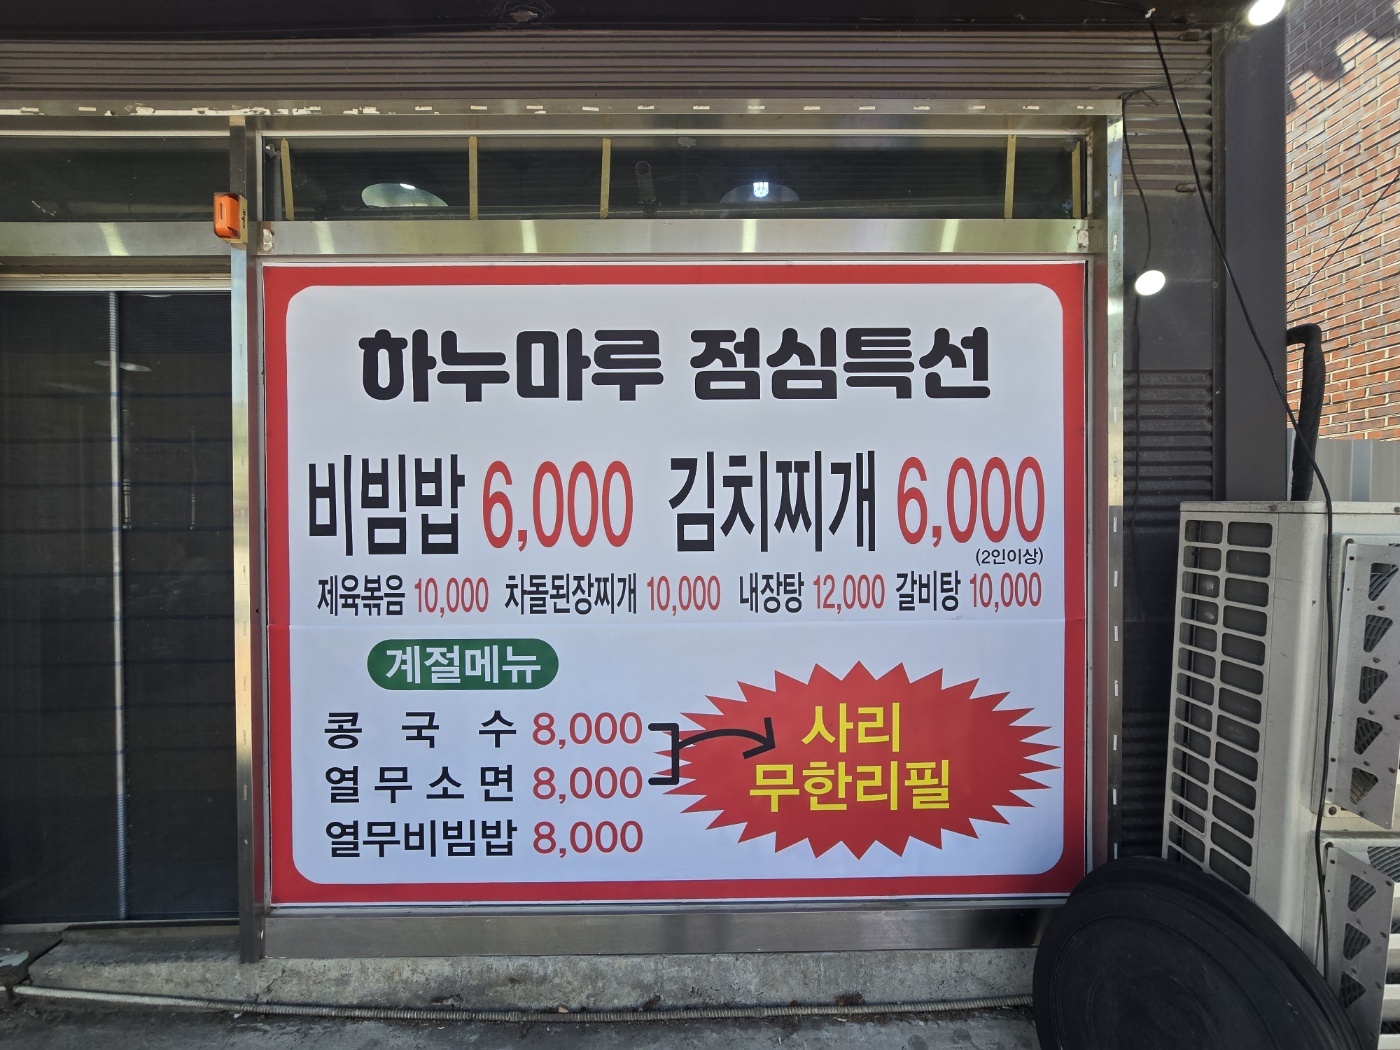 하누마루 점심특선
비빔밥 6,000 김치찌개 6,000
(2인이상)
제육볶음 10,000 차돌된장찌개 10,000 내장탕 12,000 갈비탕 10,000
계절메뉴
콩 국 수 8,000
열 무 소 면 8,000
열무비빔밥 8,000
사리
무한리필